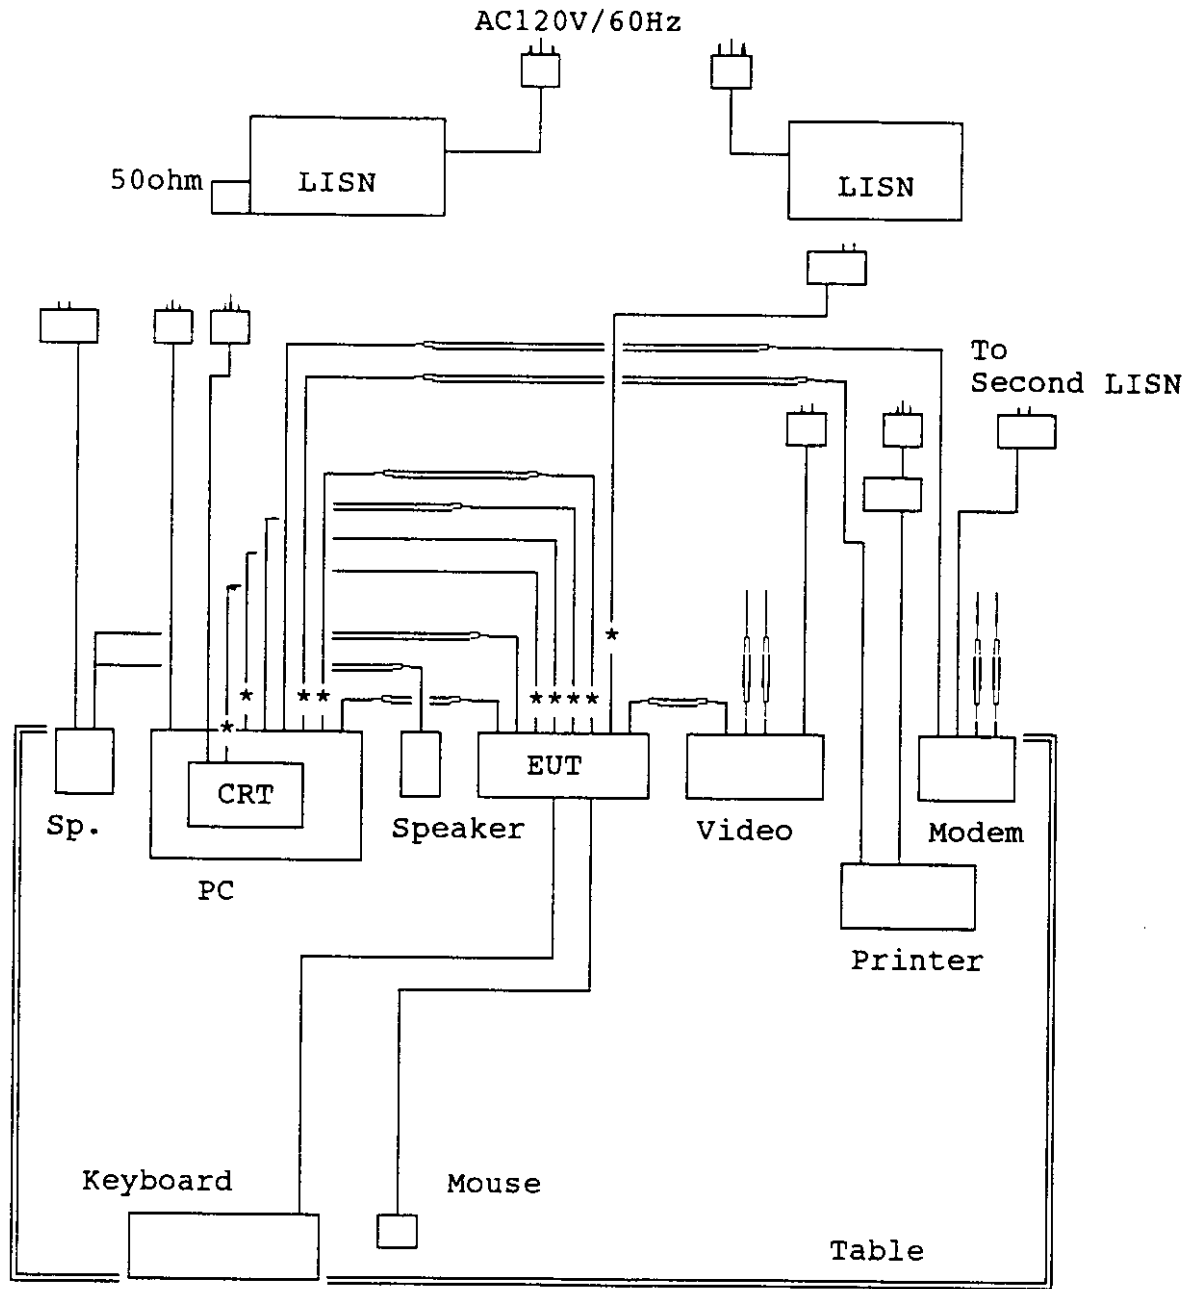 AC120V/60Hz
50ohm
LISN
LISN
To
Second LISN
*
* * * * * * *
*
CRT
EUT
Sp.
Speaker
Video
Modem
PC
Printer
Keyboard
Mouse
Table